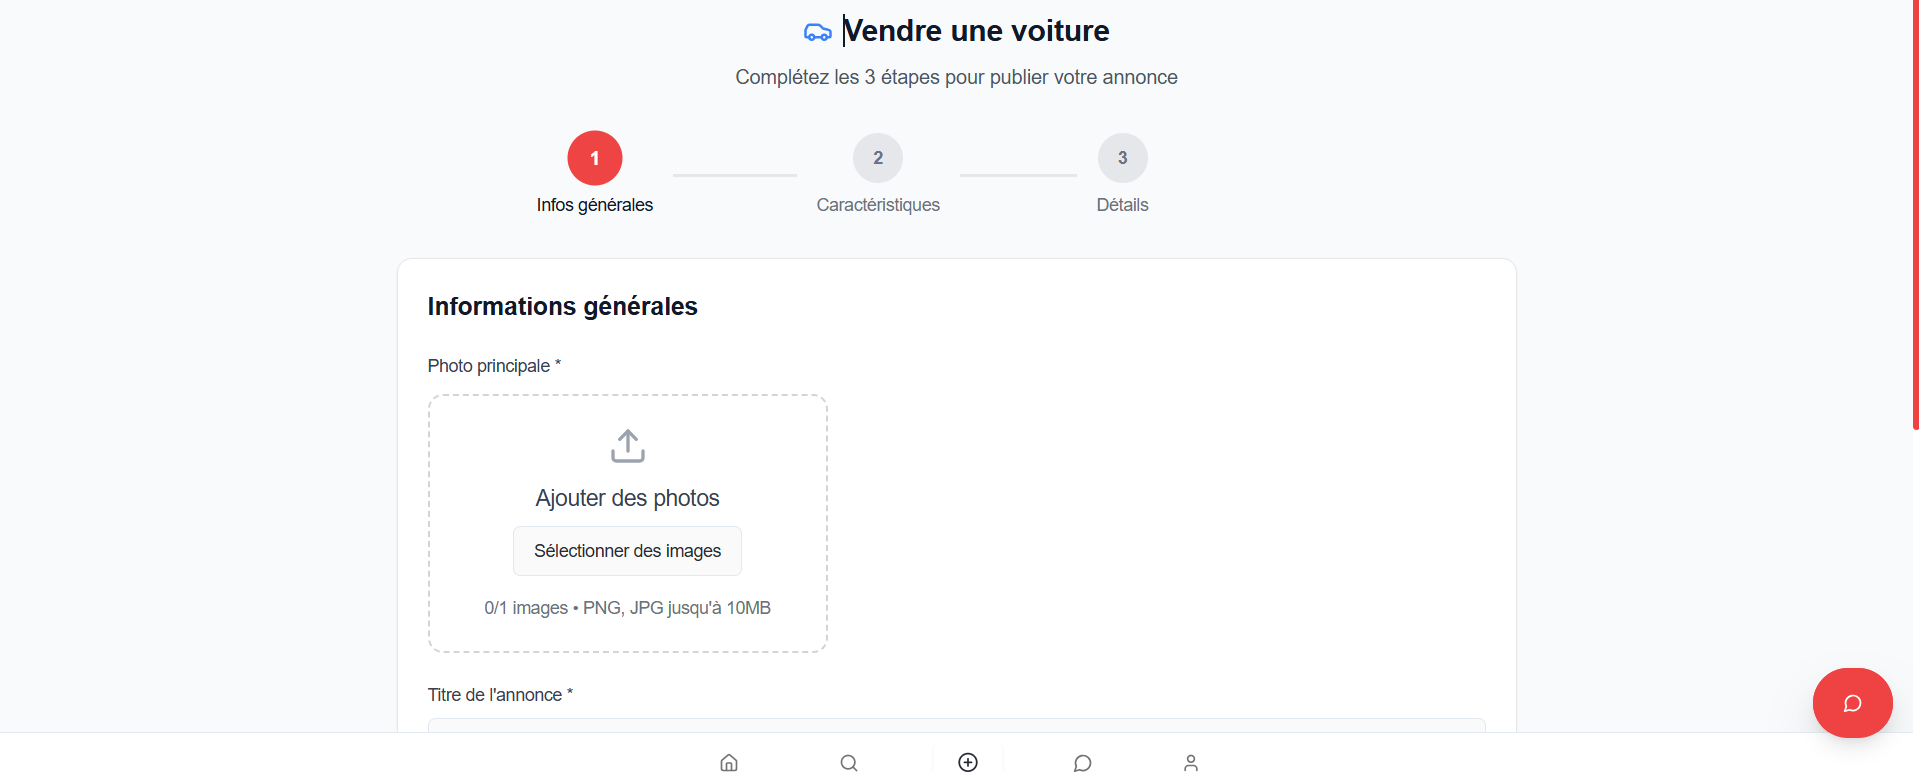 Vendre une voiture
Complétez les 3 étapes pour publier votre annonce
1
2
3
Infos générales
Caractéristiques
Détails
Informations générales
Photo principale *
Ajouter des photos
Sélectionner des images
0/1 images • PNG, JPG jusqu'à 10MB
Titre de l'annonce *